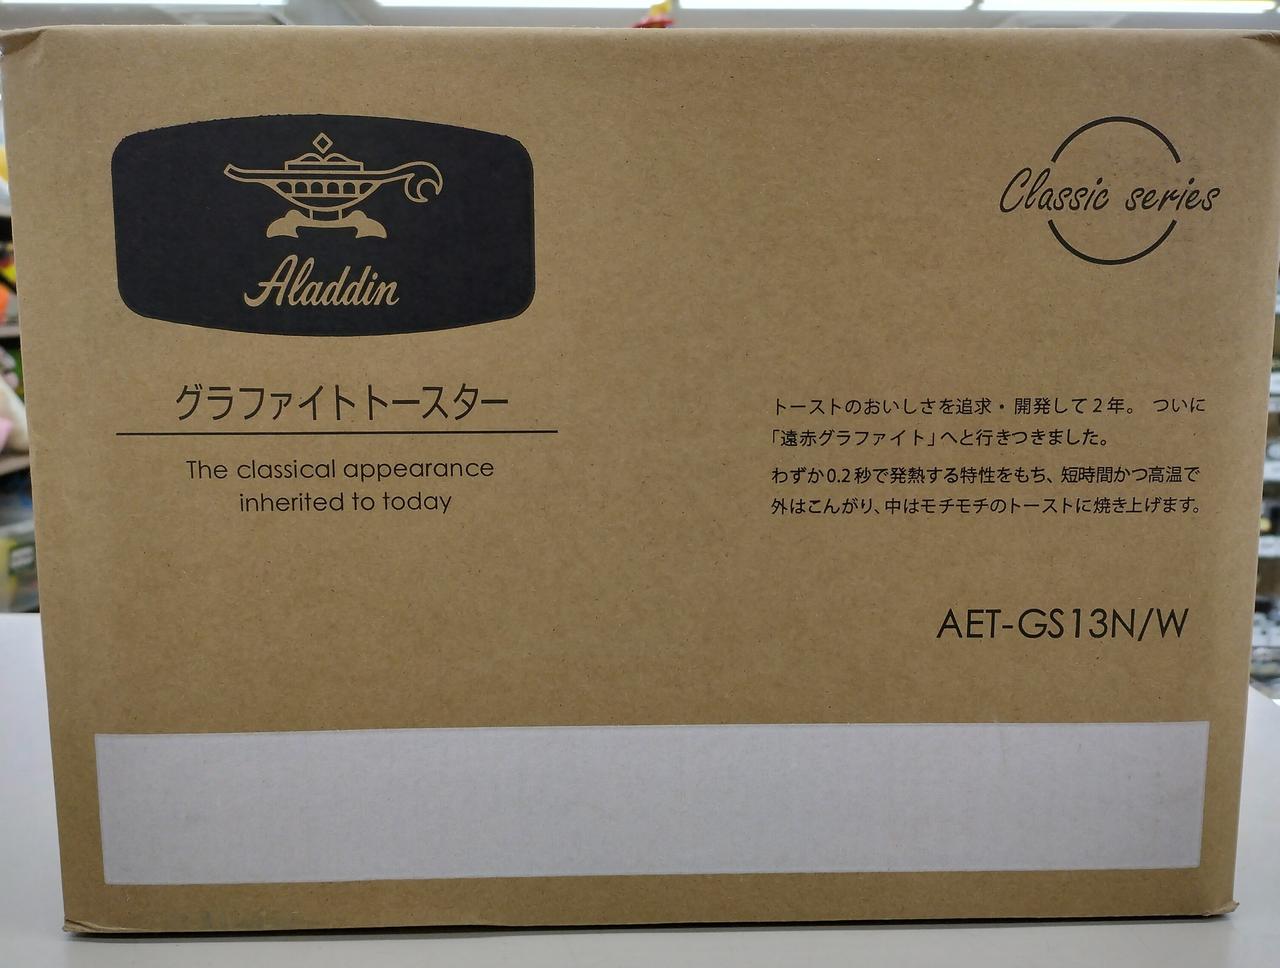 Aladdin
Classic series
グラファイトトースター
The classical appearance
inherited to today
トーストのおいしさを追求・開発して2年。 ついに
「遠赤グラファイト」へと行きつきました。
わずか0.2秒で発熱する特性をもち、短時間かつ高温で
外はこんがり、中はモチモチのトーストに焼き上げます。
AET-GS13N/W